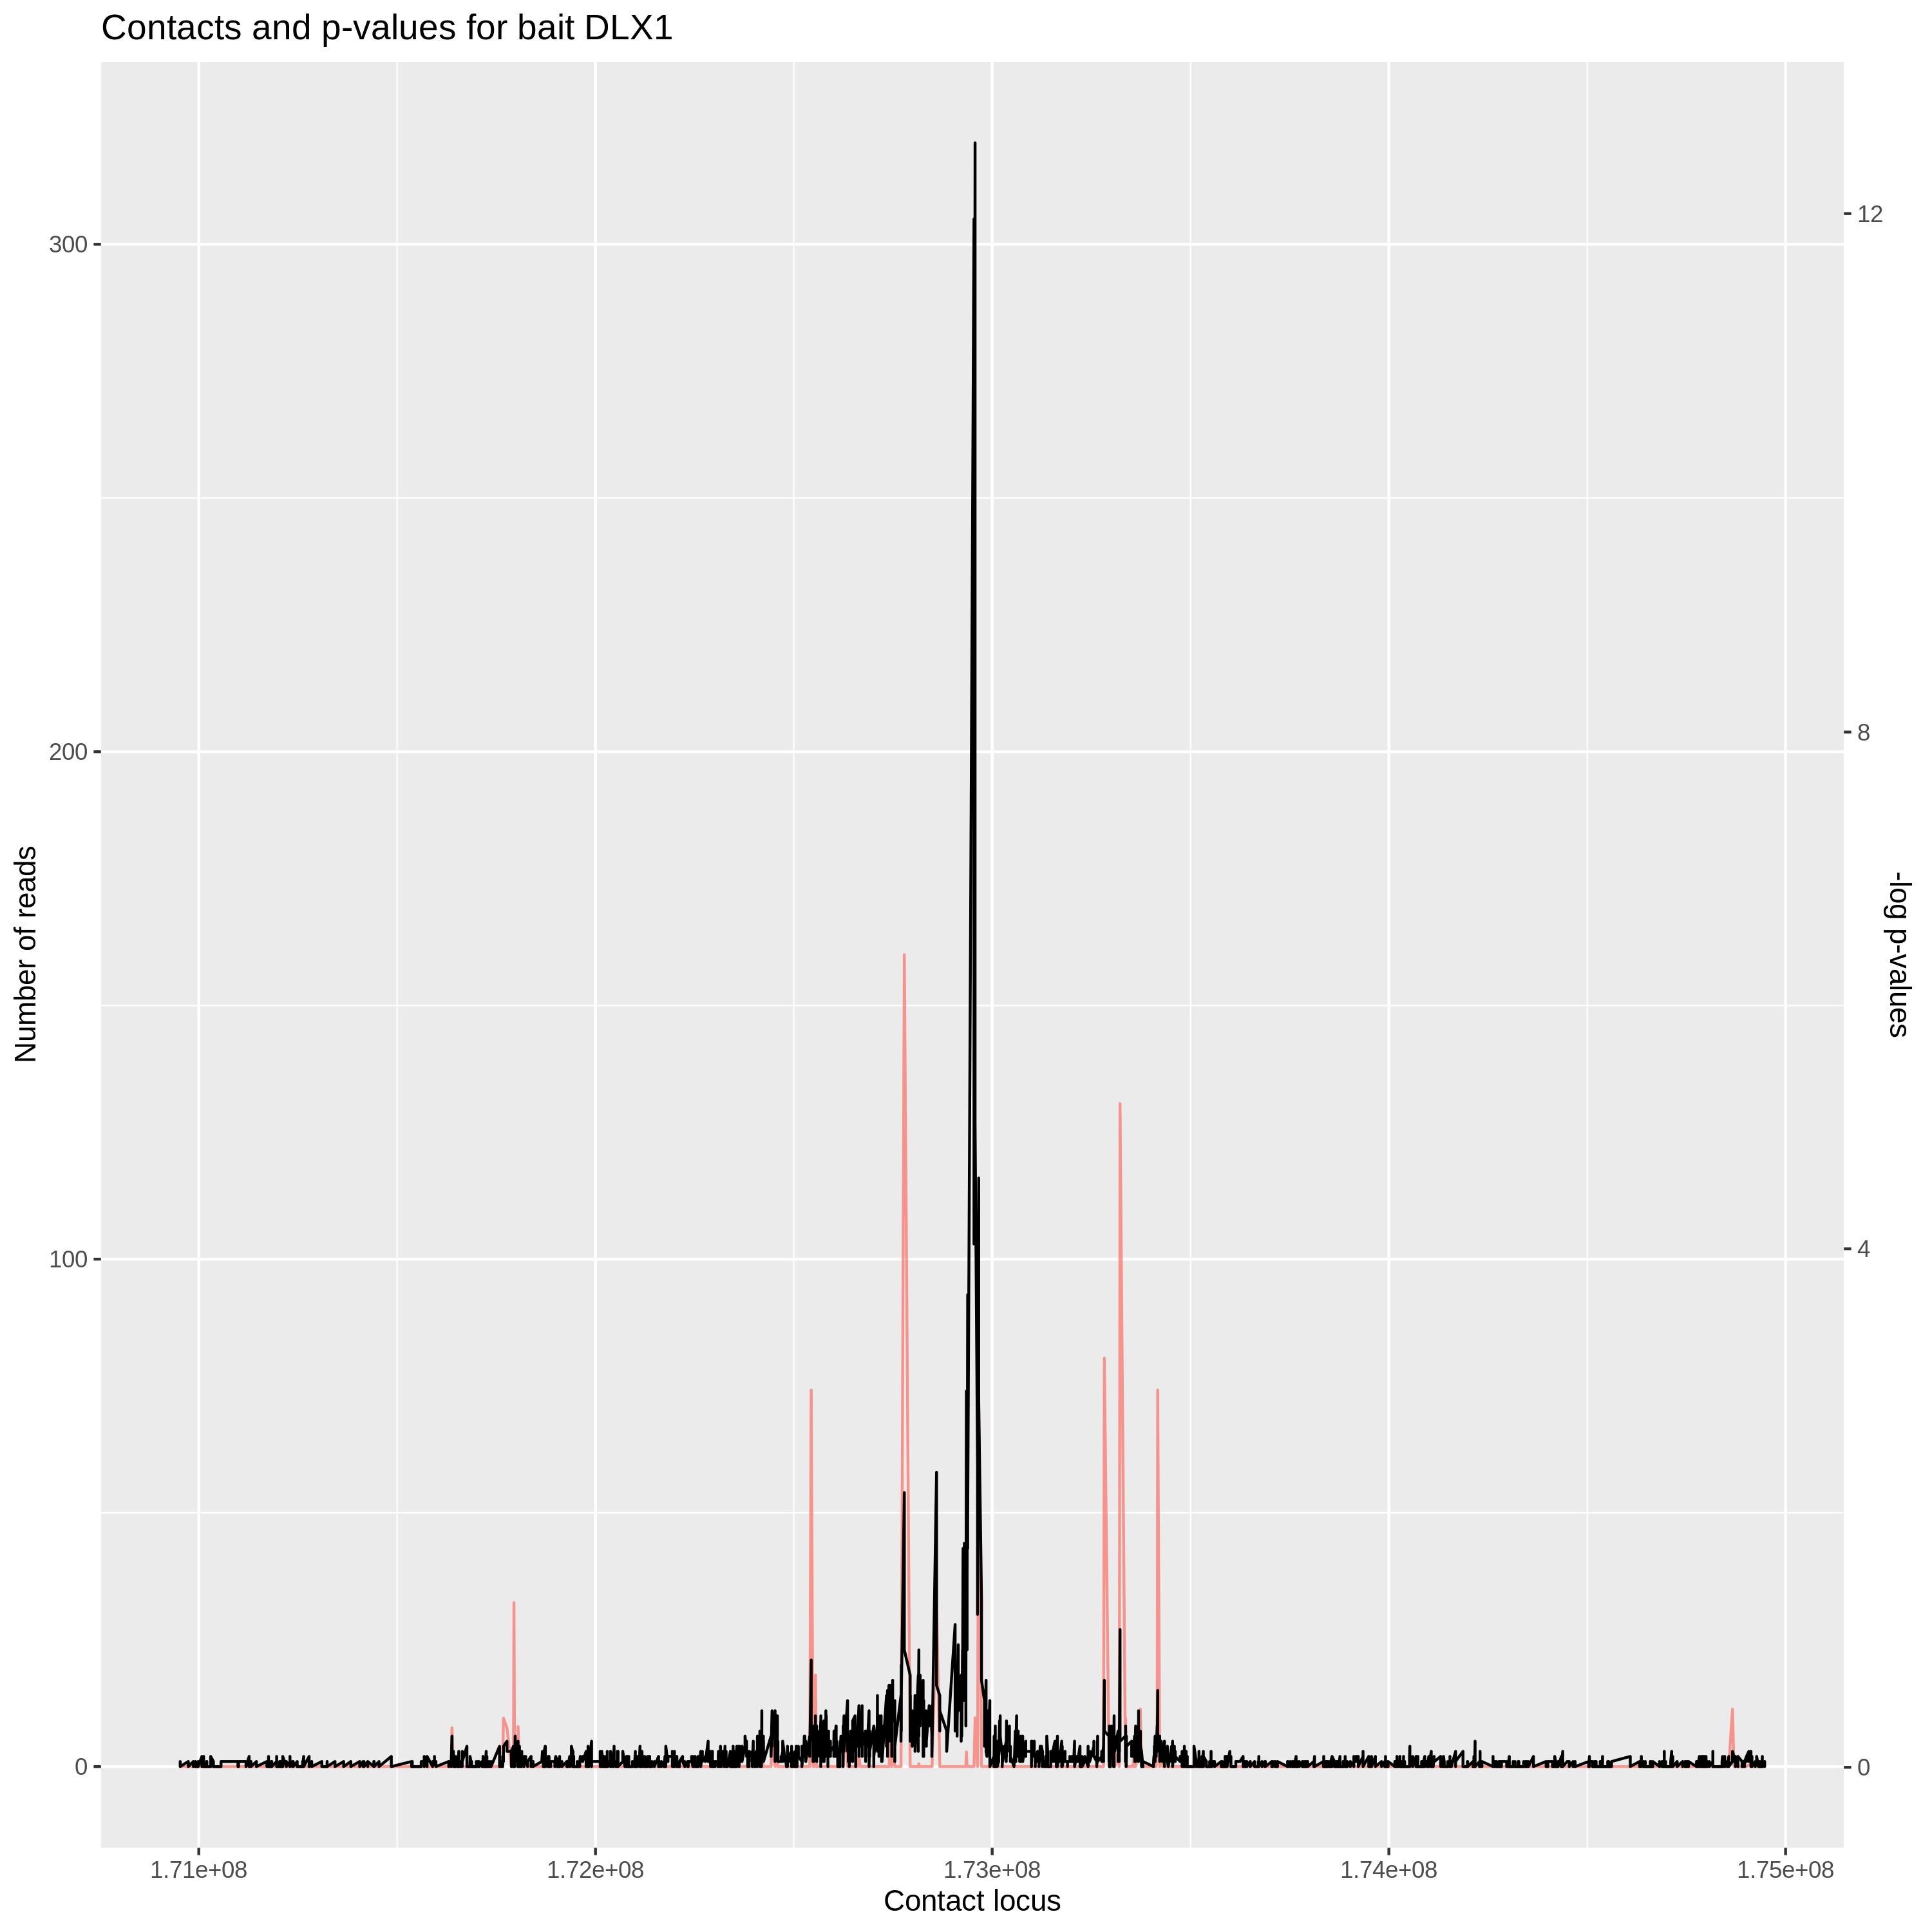 Contacts and p-values for bait DLX1
300
200
100
0
Number of reads
12
8
4
0
-log p-values
1.71e+08 1.72e+08 1.73e+08 1.74e+08 1.75e+08
Contact locus